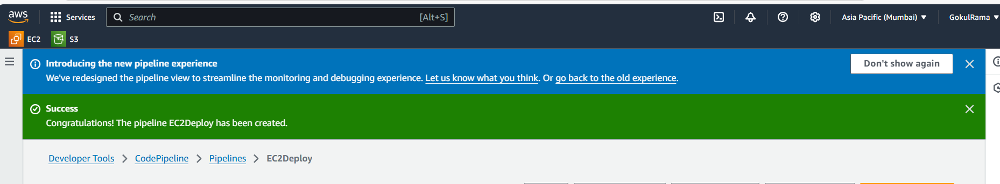 aws
Services
Search
[Alt+S]
Asia Pacific (Mumbai)
GokulRama
EC2
S3
Introducing the new pipeline experience
We've redesigned the pipeline view to streamline the monitoring and debugging experience. Let us know what you think. Or go back to the old experience.
Don't show again
Success
Congratulations! The pipeline EC2Deploy has been created.
Developer Tools > CodePipeline > Pipelines > EC2Deploy